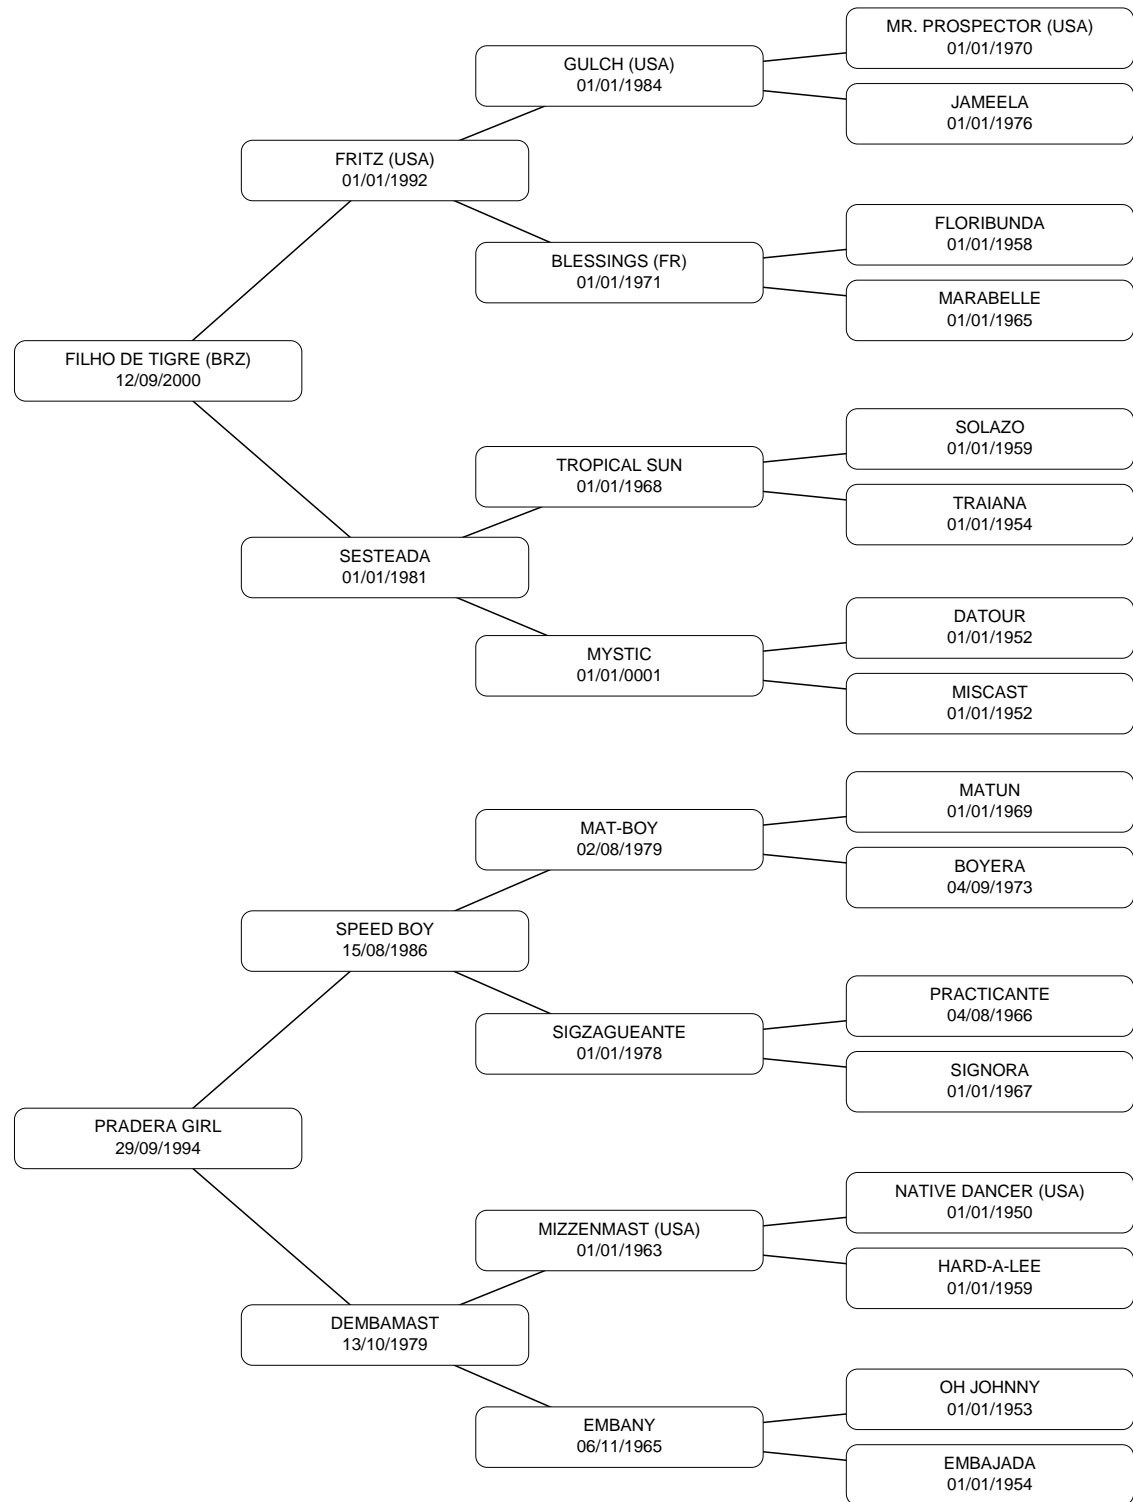 MR. PROSPECTOR (USA)
01/01/1970
GULCH (USA)
01/01/1984
JAMEELA
01/01/1976
FRITZ (USA)
01/01/1992
FLORIBUNDA
01/01/1958
BLESSINGS (FR)
01/01/1971
MARABELLE
01/01/1965
FILHO DE TIGRE (BRZ)
12/09/2000
SOLAZO
01/01/1959
TROPICAL SUN
01/01/1968
TRAIANA
01/01/1954
SESTEADA
01/01/1981
DATOUR
01/01/1952
MYSTIC
01/01/0001
MISCAST
01/01/1952
MATUN
01/01/1969
MAT-BOY
02/08/1979
BOYERA
04/09/1973
SPEED BOY
15/08/1986
PRACTICANTE
04/08/1966
SIGZAGUEANTE
01/01/1978
SIGNORA
01/01/1967
PRADERA GIRL
29/09/1994
NATIVE DANCER (USA)
01/01/1950
MIZZENMAST (USA)
01/01/1963
HARD-A-LEE
01/01/1959
DEMBAMAST
13/10/1979
OH JOHNNY
01/01/1953
EMBANY
06/11/1965
EMBAJADA
01/01/1954